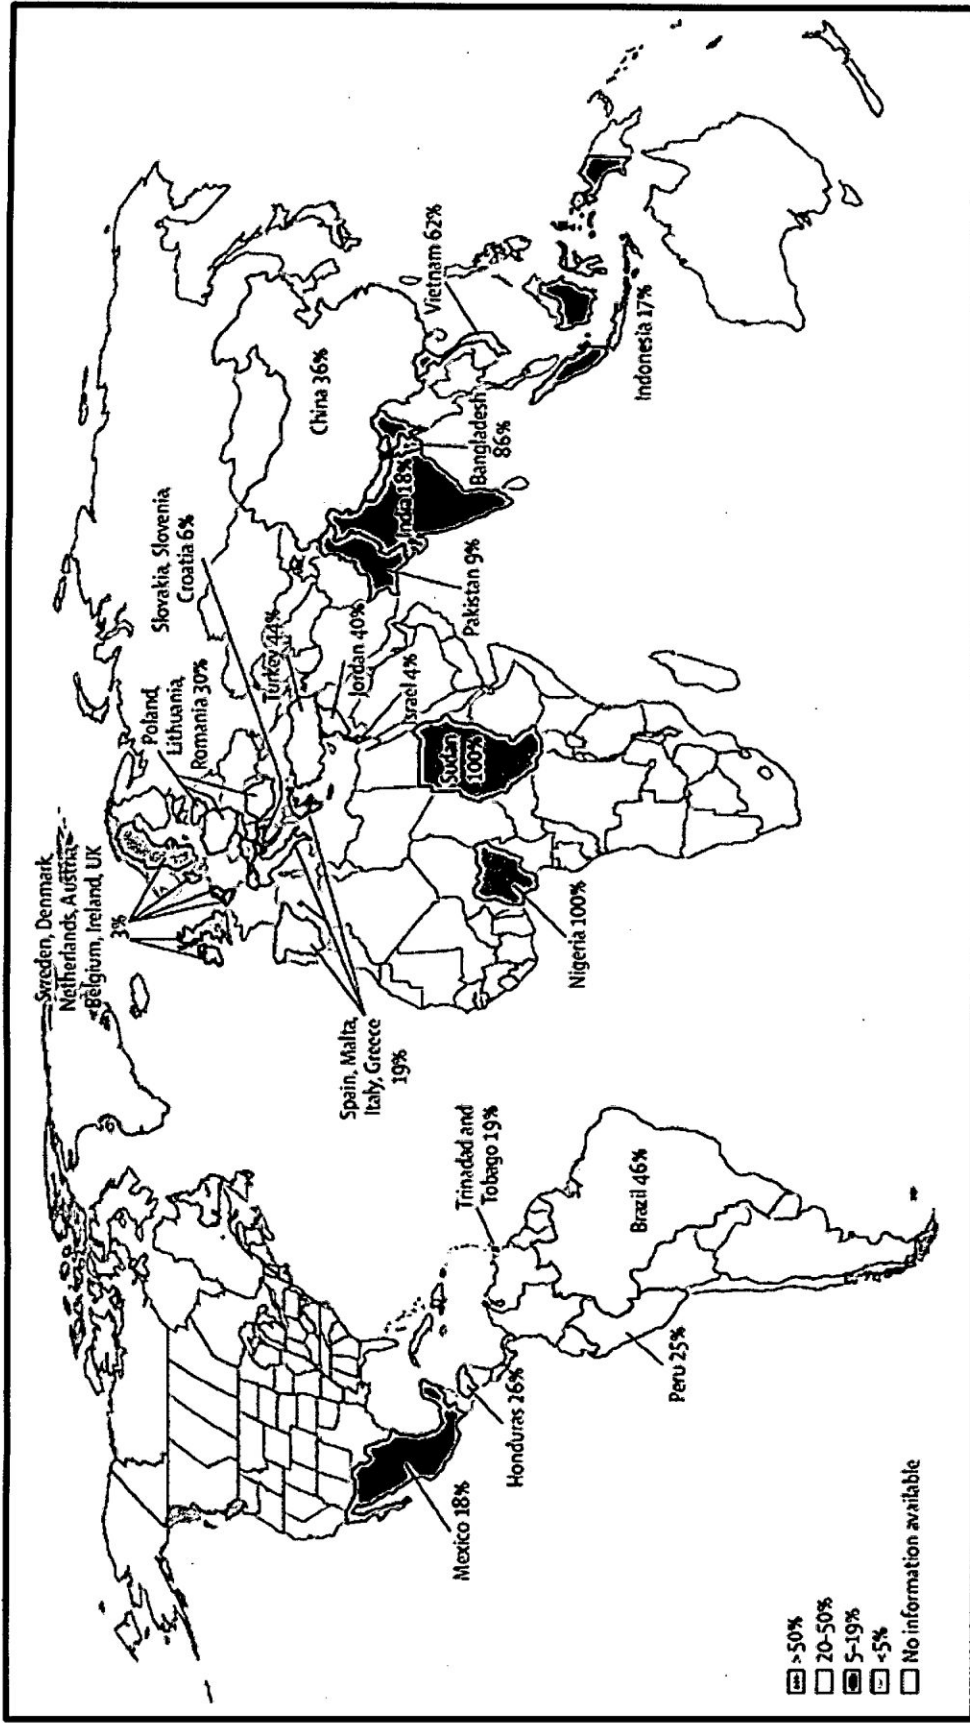 Sweden, Denmark,
Netherlands, Austria,
Belgium, Ireland, UK
3%
Poland,
Lithuania,
Romania 30%
Slovakia, Slovenia,
Croatia 6%
Turkey 44%
Jordan 40%
Israel 4%
China 36%
Vietnam 62%
India 18%
Bangladesh
86%
Pakistan 9%
Indonesia 17%
Spain, Malta,
Italy, Greece
19%
Sudan
100%
Nigeria 100%
Trinadad and
Tobago 19%
Brazil 46%
Peru 25%
Honduras 26%
Mexico 18%
>50%
20-50%
5-19%
<5%
No information available